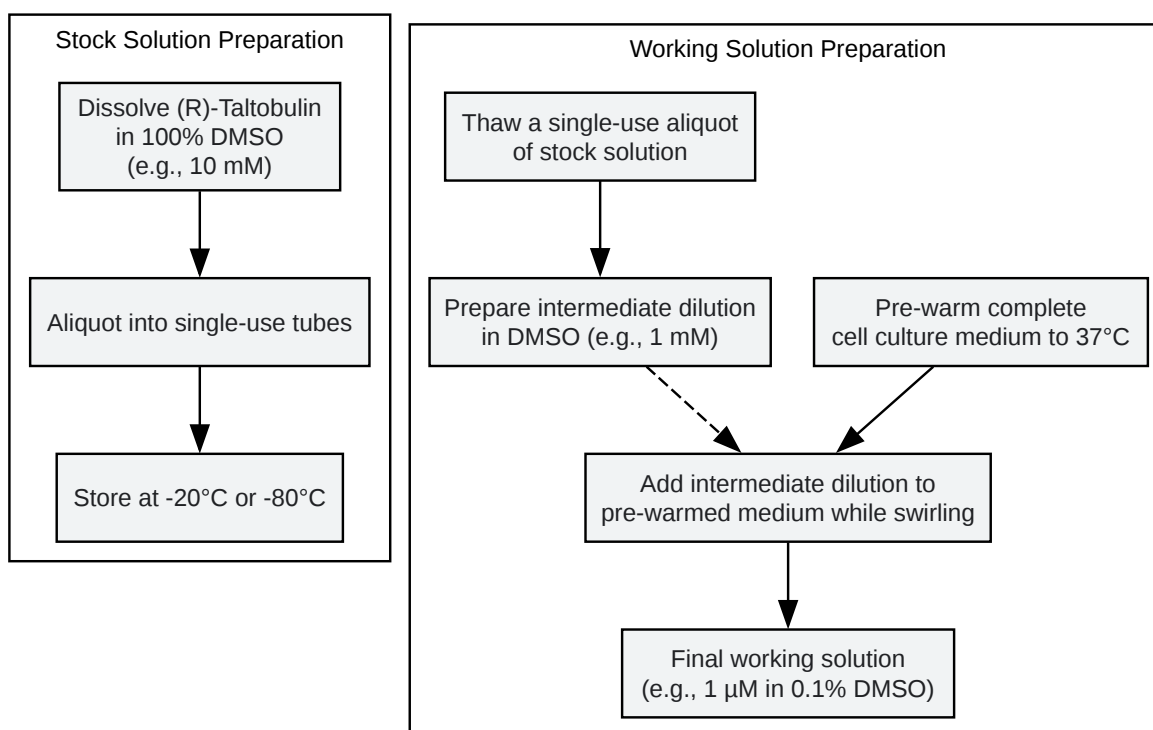 Stock Solution Preparation
Dissolve (R)-Taltobulin
in 100% DMSO
(e.g., 10 mM)
Aliquot into single-use tubes
Store at -20°C or -80°C
Working Solution Preparation
Thaw a single-use aliquot
of stock solution
Prepare intermediate dilution
in DMSO (e.g., 1 mM)
Pre-warm complete
cell culture medium to 37°C
Add intermediate dilution to
pre-warmed medium while swirling
Final working solution
(e.g., 1 µM in 0.1% DMSO)